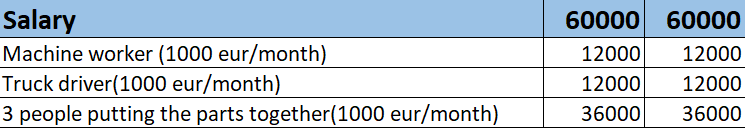 Salary 60000 60000
Machine worker (1000 eur/month) 12000 12000
Truck driver(1000 eur/month) 12000 12000
3 people putting the parts together(1000 eur/month) 36000 36000